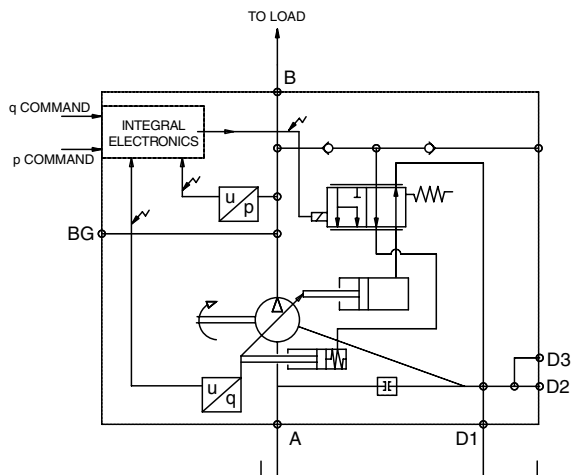 TO LOAD
B
q COMMAND
INTEGRAL
ELECTRONICS
p COMMAND
u
p
BG
D3
u
q
D2
A
D1